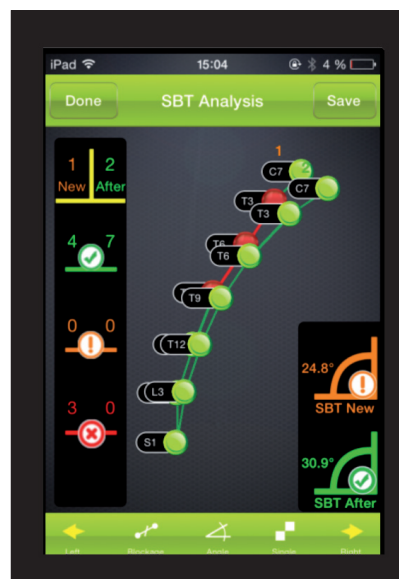 iPad 15:04 4 %
Done SBT Analysis Save
1 2
New After
4 7
0 0
3 0
1
C7
2
C7
T3
T3
T6
T6
T9
T12
L3
S1
24.8°
SBT New
30.9°
SBT After
Left Blockage Angle Single Right